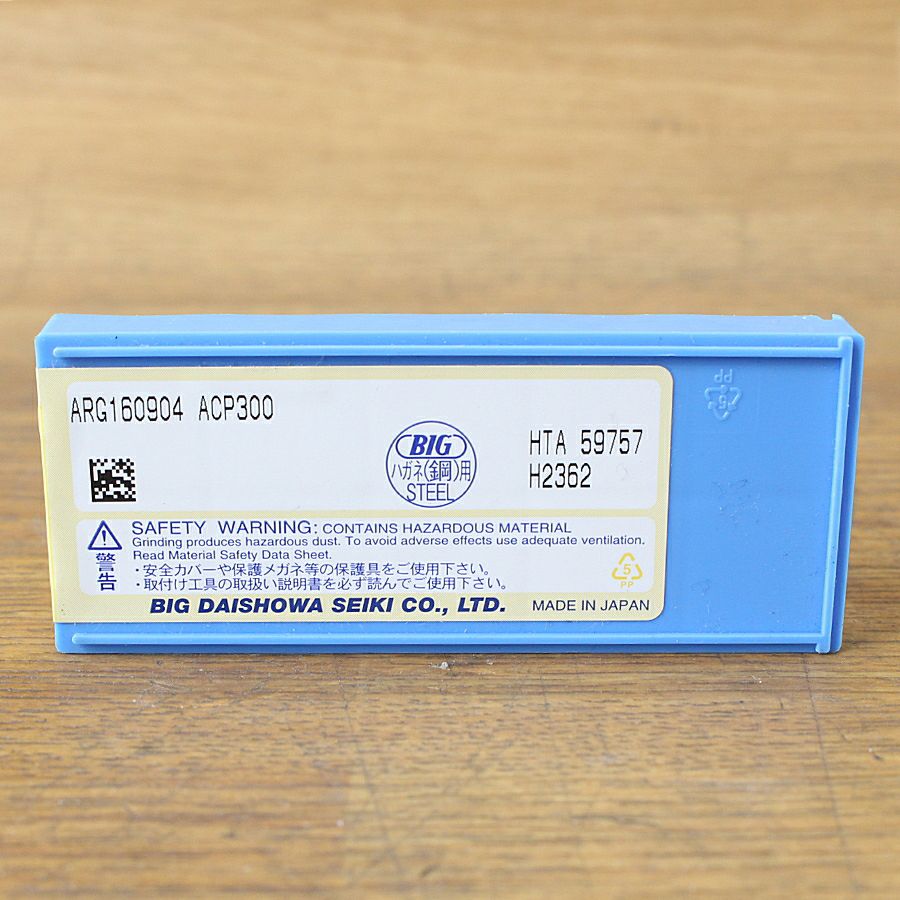 ARG160904 ACP300
BIG
ハガネ(鋼)用
STEEL
HTA 59757
H2362
SAFETY WARNING: CONTAINS HAZARDOUS MATERIAL
Grinding produces hazardous dust. To avoid adverse effects use adequate ventilation.
Read Material Safety Data Sheet.
警告
・安全カバーや保護メガネ等の保護具をご使用下さい。
・取付け工具の取扱い説明書を必ず読んでご使用下さい。
5
PP
BIG DAISHOWA SEIKI CO., LTD.
MADE IN JAPAN
5
PP